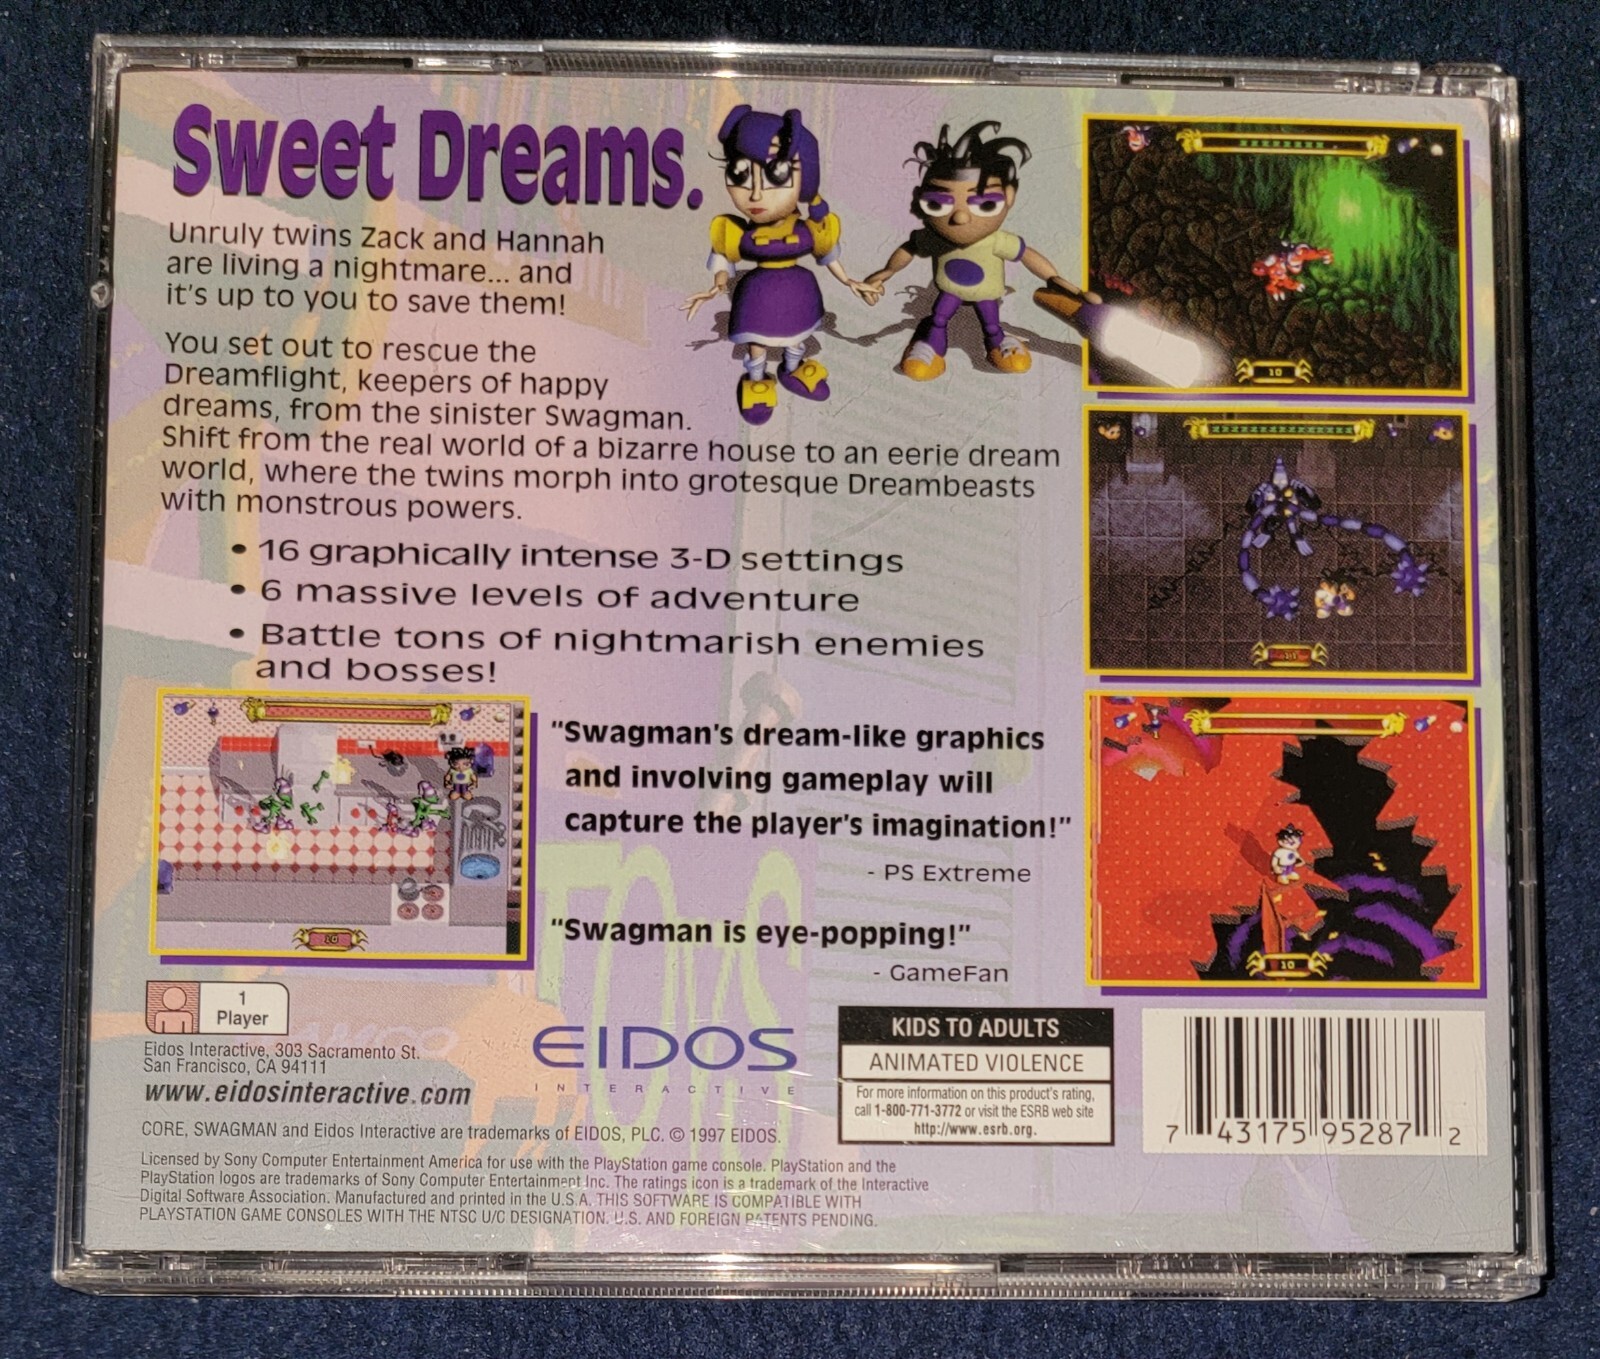 Sweet Dreams.
Unruly twins Zack and Hannah
are living a nightmare... and
it's up to you to save them!
You set out to rescue the
Dreamflight, keepers of happy
dreams, from the sinister Swagman.
Shift from the real world of a bizarre house to an eerie dream
world, where the twins morph into grotesque Dreambeasts
with monstrous powers.
• 16 graphically intense 3-D settings
• 6 massive levels of adventure
• Battle tons of nightmarish enemies
and bosses!
10
10
10
"Swagman's dream-like graphics
and involving gameplay will
capture the player's imagination!"
- PS Extreme
"Swagman is eye-popping!"
- GameFan
TOYS
1
Player
Eidos Interactive, 303 Sacramento St.
San Francisco, CA 94111
www.eidosinteractive.com
EIDOS
INTERACTIVE
KIDS TO ADULTS
ANIMATED VIOLENCE
For more information on this product's rating,
call 1-800-771-3772 or visit the ESRB web site
http://www.esrb.org.
7 43175 95287 2
CORE, SWAGMAN and Eidos Interactive are trademarks of EIDOS, PLC. © 1997 EIDOS.
Licensed by Sony Computer Entertainment America for use with the PlayStation game console. PlayStation and the
PlayStation logos are trademarks of Sony Computer Entertainment Inc. The ratings icon is a trademark of the Interactive
Digital Software Association. Manufactured and printed in the U.S.A. THIS SOFTWARE IS COMPATIBLE WITH
PLAYSTATION GAME CONSOLES WITH THE NTSC U/C DESIGNATION. U.S. AND FOREIGN PATENTS PENDING.